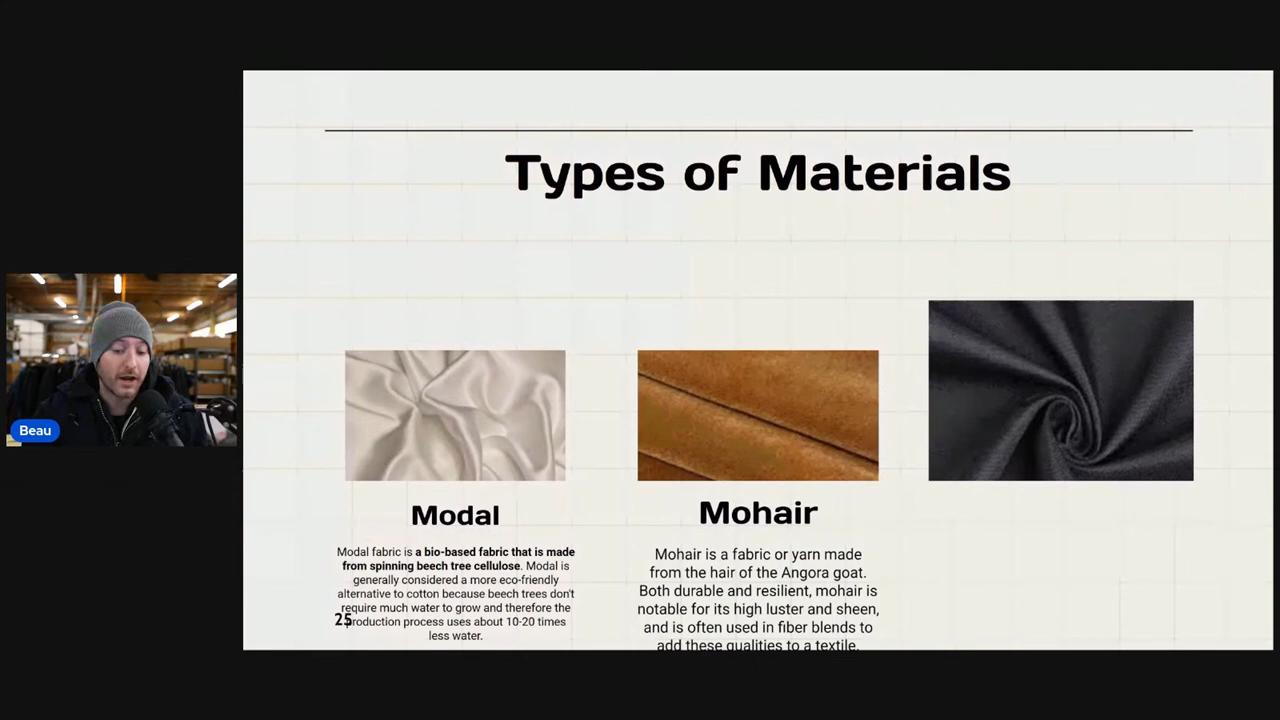 Types of Materials
Beau
Modal
Modal fabric is a bio-based fabric that is made
from spinning beech tree cellulose. Modal is
generally considered a more eco-friendly
alternative to cotton because beech trees don't
require much water to grow and therefore the
production process uses about 10-20 times
less water.
25
Mohair
Mohair is a fabric or yarn made
from the hair of the Angora goat.
Both durable and resilient, mohair is
notable for its high luster and sheen,
and is often used in fiber blends to
add these qualities to a textile.